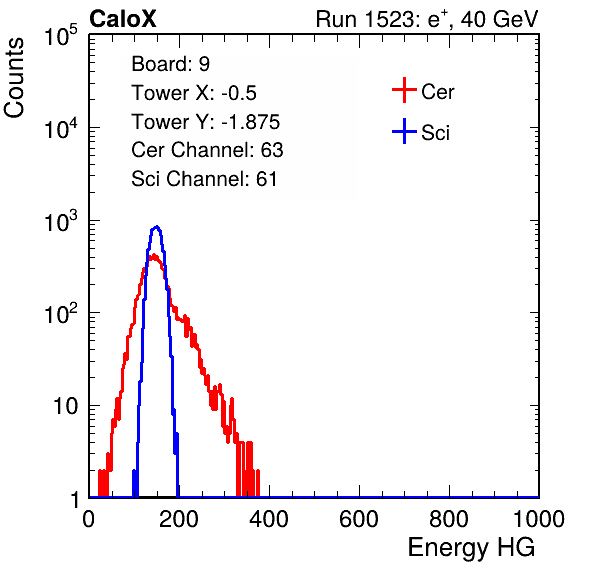 CaloX Run 1523: e+, 40 GeV
Counts
Board: 9
Tower X: -0.5
Tower Y: -1.875
Cer Channel: 63
Sci Channel: 61
Cer
Sci
10^5
10^4
10^3
10^2
10
1
0 200 400 600 800 1000
Energy HG